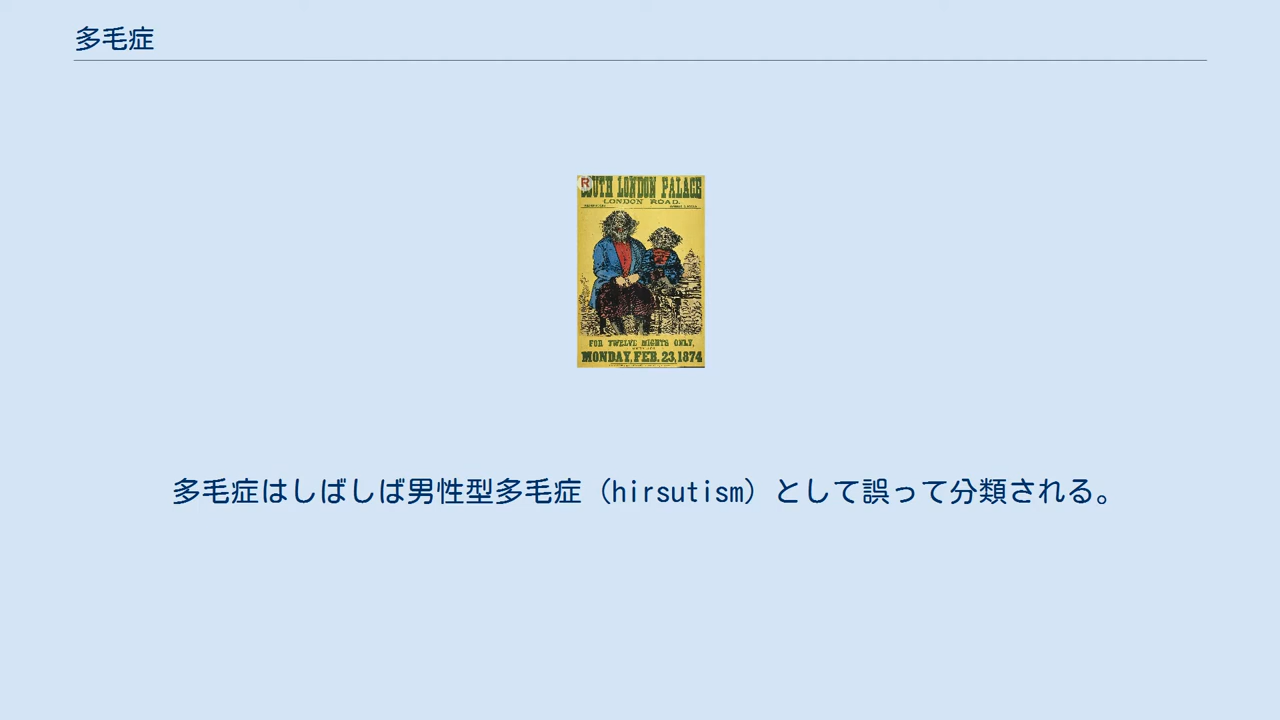 多毛症
R
SOUTH LONDON PALACE
LONDON ROAD.
FOR TWELVE NIGHTS ONLY,
MONDAY, FEB. 23, 1874
多毛症はしばしば男性型多毛症（hirsutism）として誤って分類される。